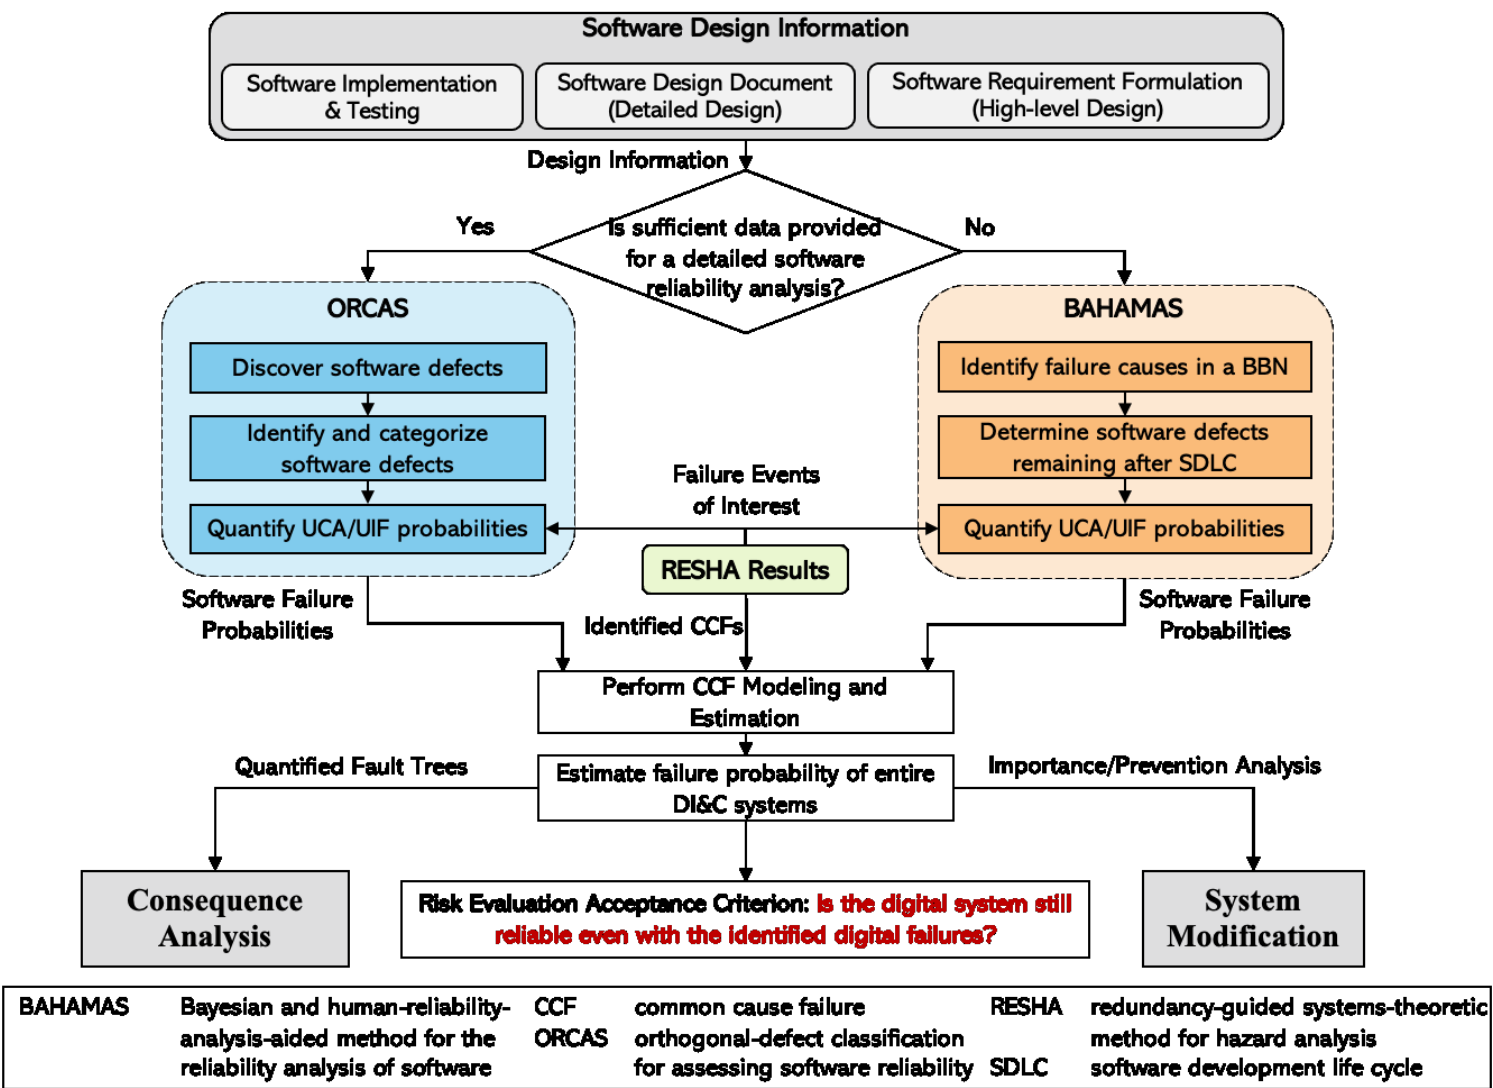 Software Design Information
Software Implementation
& Testing
Software Design Document
(Detailed Design)
Software Requirement Formulation
(High-level Design)
Design Information
Yes
No
Is sufficient data provided
for a detailed software
reliability analysis?
ORCAS
Discover software defects
Identify and categorize
software defects
Quantify UCA/UIF probabilities
BAHAMAS
Identify failure causes in a BBN
Determine software defects
remaining after SDLC
Quantify UCA/UIF probabilities
Failure Events
of Interest
RESHA Results
Software Failure
Probabilities
Identified CCFs
Software Failure
Probabilities
Perform CCF Modeling and
Estimation
Quantified Fault Trees
Estimate failure probability of entire
DI&C systems
Importance/Prevention Analysis
Consequence
Analysis
Risk Evaluation Acceptance Criterion: Is the digital system still
reliable even with the identified digital failures?
System
Modification
BAHAMAS Bayesian and human-reliability-
analysis-aided method for the
reliability analysis of software
CCF common cause failure
ORCAS orthogonal-defect classification
for assessing software reliability
RESHA redundancy-guided systems-theoretic
method for hazard analysis
SDLC software development life cycle